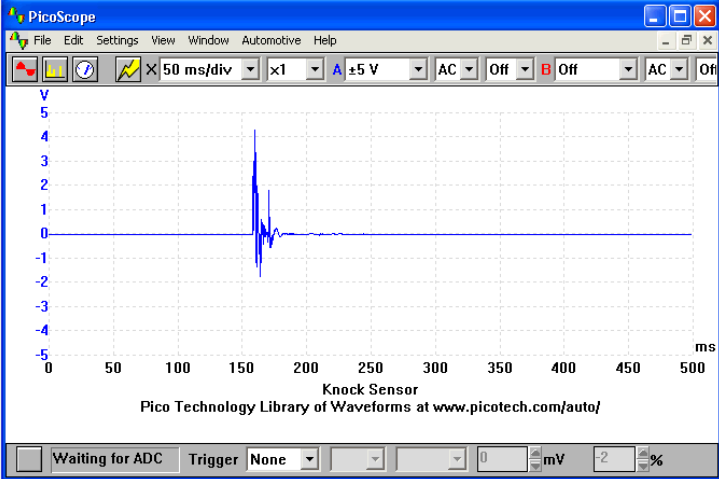 PicoScope
File Edit Settings View Window Automotive Help
X 50 ms/div x1 A ±5 V AC Off B Off AC Off
V
5
4
3
2
1
0
-1
-2
-3
-4
-5
ms
0 50 100 150 200 250 300 350 400 450 500
Knock Sensor
Pico Technology Library of Waveforms at www.picotech.com/auto/
Waiting for ADC Trigger None 0 mV -2 %